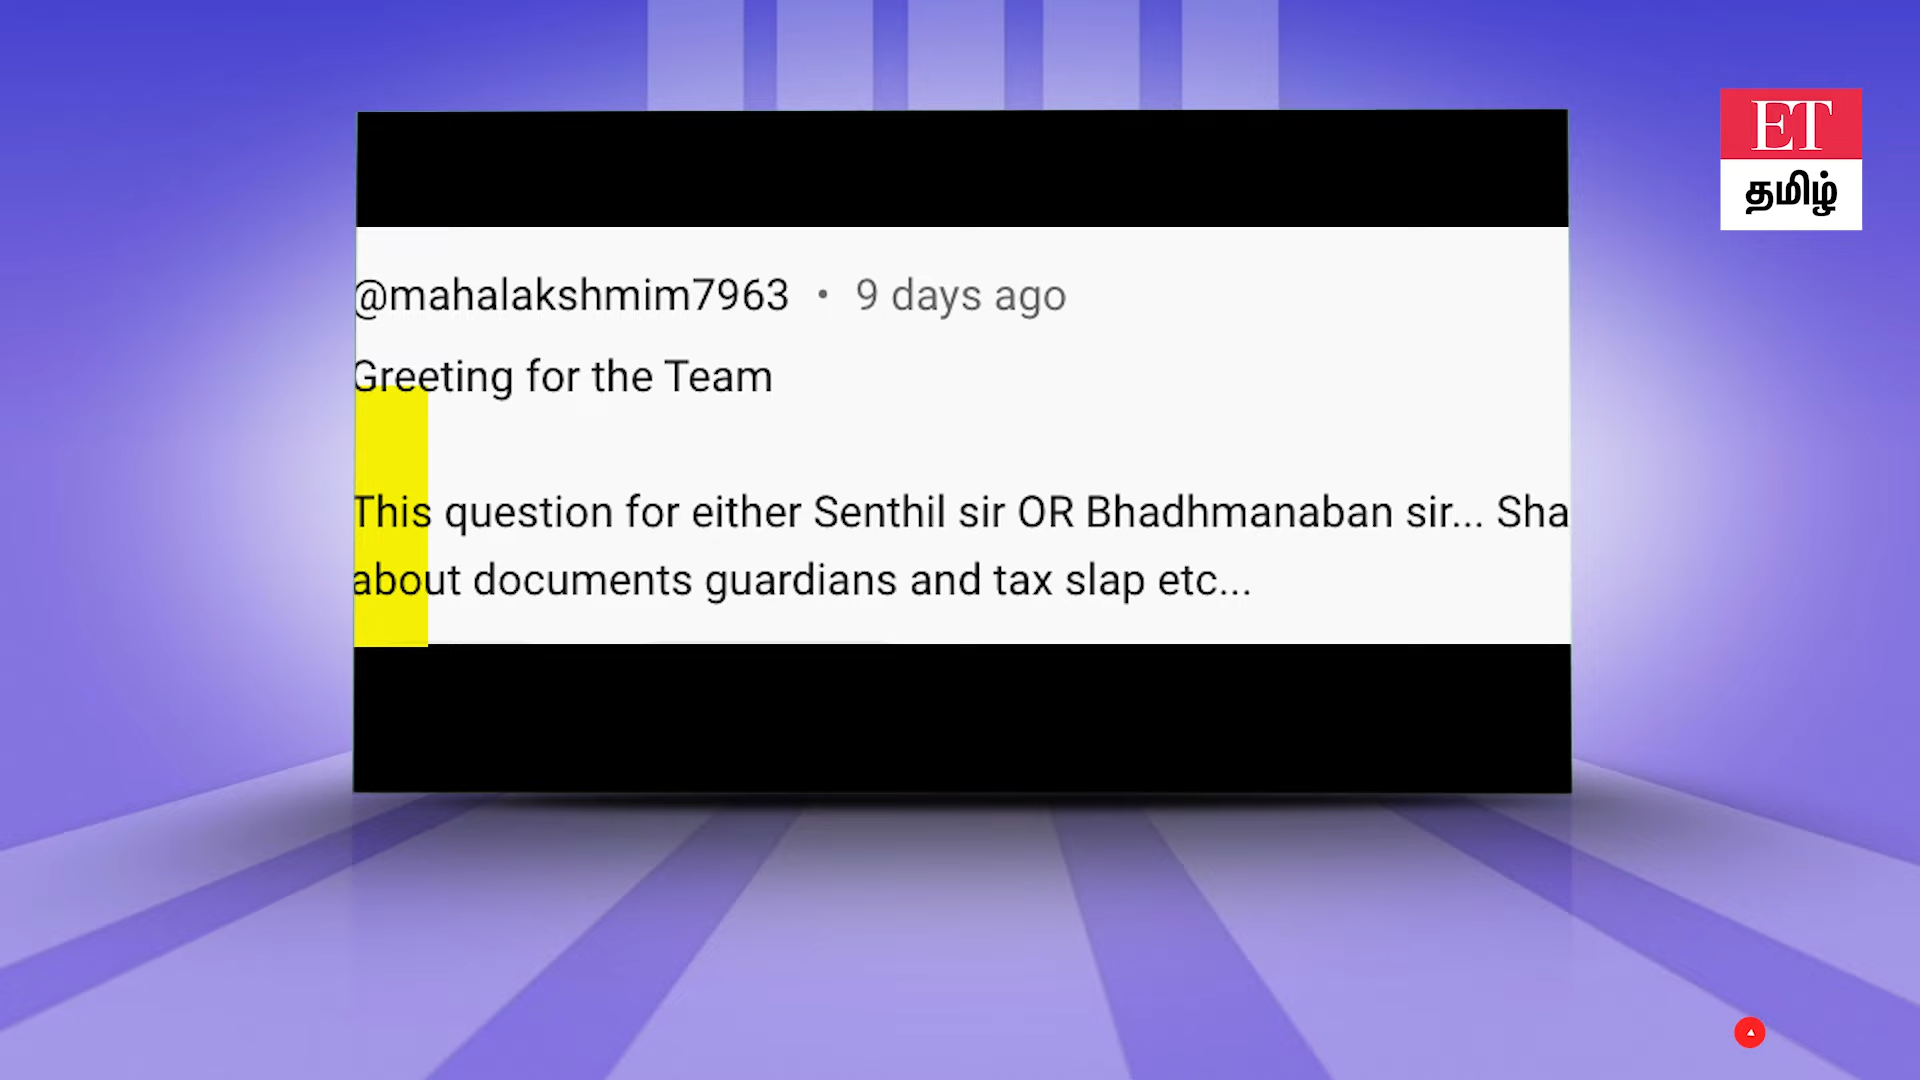 ET
தமிழ்
@mahalakshmim7963 • 9 days ago
Greeting for the Team
This question for either Senthil sir OR Bhadhmanaban sir... Sha
about documents guardians and tax slap etc...